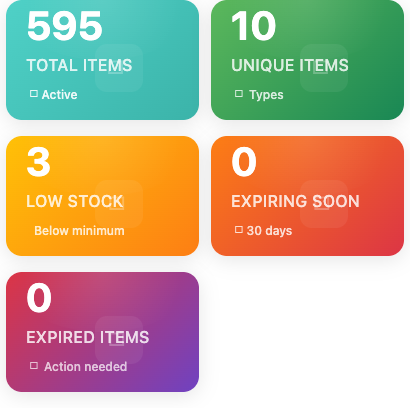 595
TOTAL ITEMS
Active
10
UNIQUE ITEMS
Types
3
LOW STOCK
Below minimum
0
EXPIRING SOON
30 days
0
EXPIRED ITEMS
Action needed